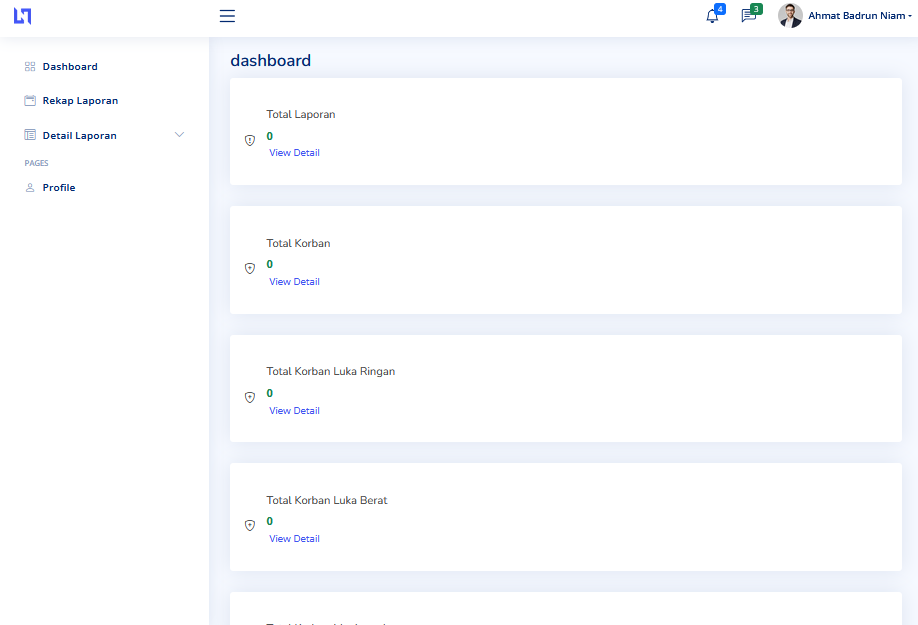 4
3
Ahmat Badrun Niam
Dashboard
Rekap Laporan
Detail Laporan
PAGES
Profile
dashboard
Total Laporan
0
View Detail
Total Korban
0
View Detail
Total Korban Luka Ringan
0
View Detail
Total Korban Luka Berat
0
View Detail